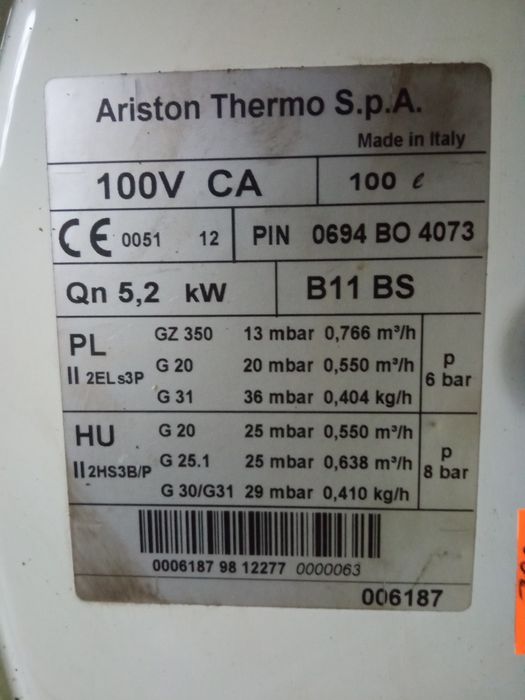 Ariston Thermo S.p.A.
Made in Italy
100V CA 100 ℓ
CE 0051 12 PIN 0694 BO 4073
Qn 5,2 kW B11 BS
PL GZ 350 13 mbar 0,766 m³/h
II 2ELs3P G 20 20 mbar 0,550 m³/h p 6 bar
G 31 36 mbar 0,404 kg/h
HU G 20 25 mbar 0,550 m³/h
II 2HS3B/P G 25.1 25 mbar 0,638 m³/h p 8 bar
G 30/G31 29 mbar 0,410 kg/h
0006187 98 12277 0000063
006187